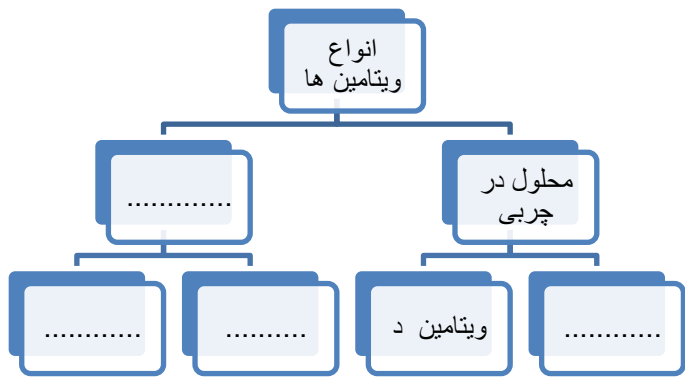 انواع
ویتامین ها
محلول در
چربی
.............
............
ویتامین د
..........
............